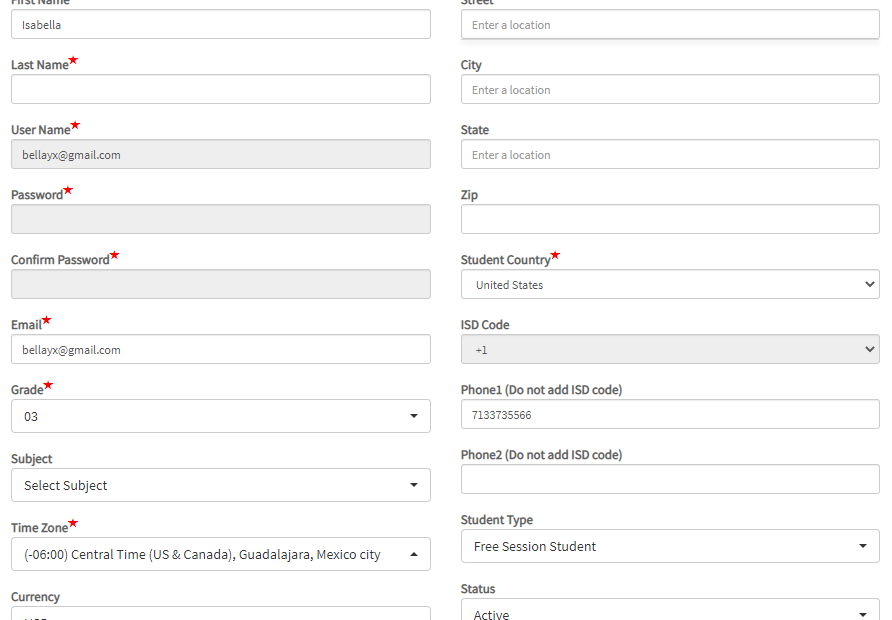 First Name
Isabella
Last Name
User Name
bellayx@gmail.com
Password
Confirm Password
Email
bellayx@gmail.com
Grade
03
Subject
Select Subject
Time Zone
(-06:00) Central Time (US & Canada), Guadalajara, Mexico city
Currency
Street
Enter a location
City
Enter a location
State
Enter a location
Zip
Student Country
United States
ISD Code
+1
Phone1 (Do not add ISD code)
7133735566
Phone2 (Do not add ISD code)
Student Type
Free Session Student
Status
Active